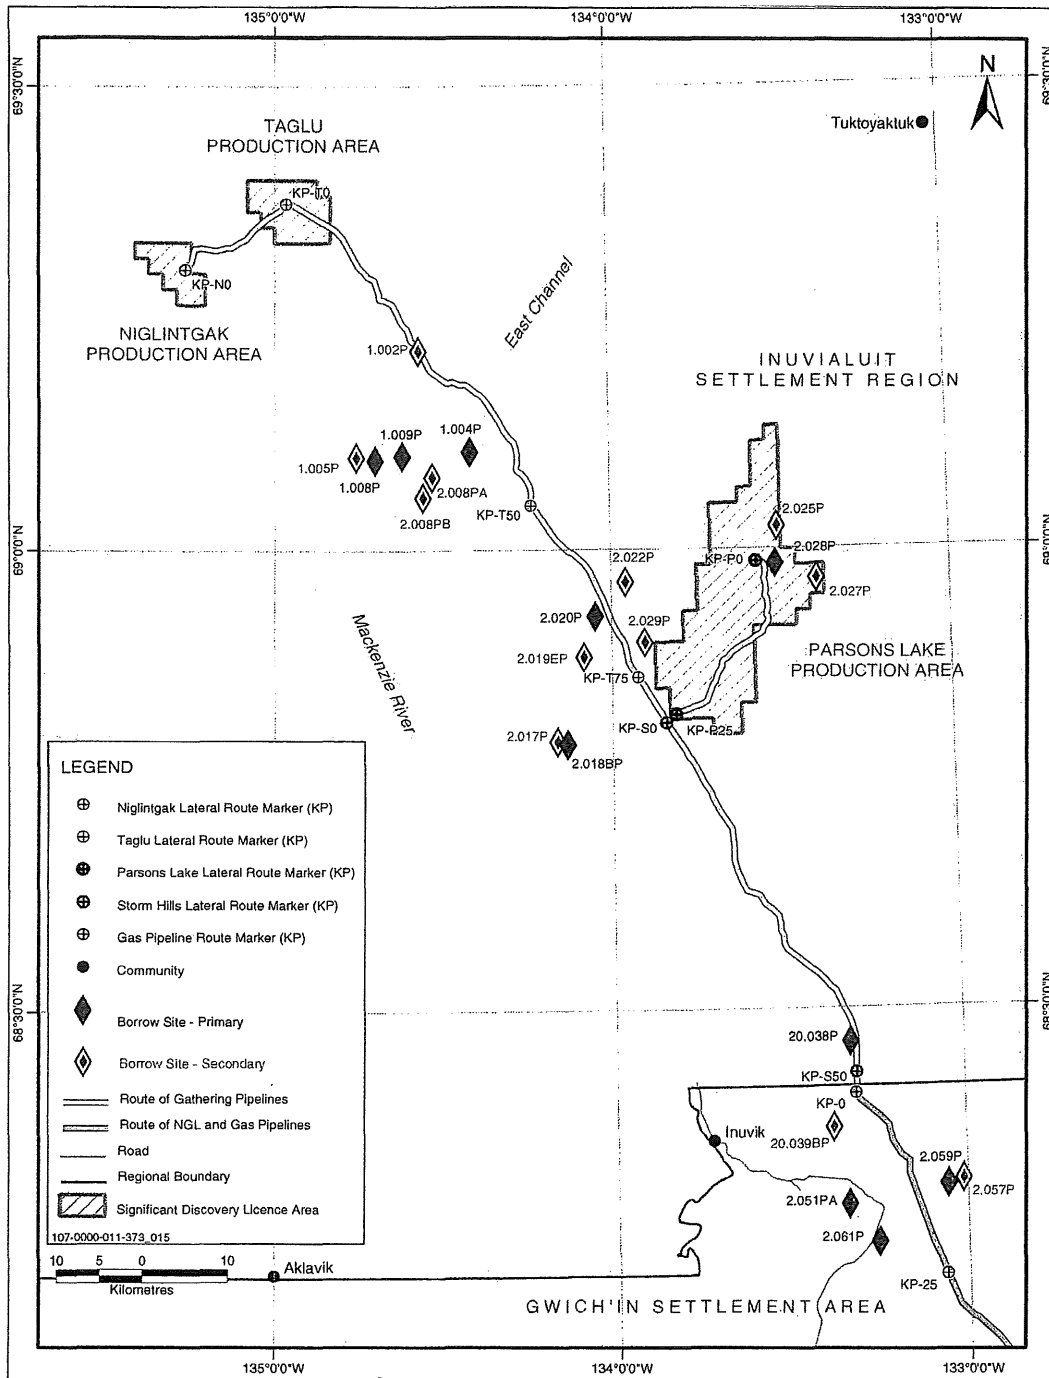 135°0'0"W
134°0'0"W
133°0'0"W
69°30'0"N
69°30'0"N
N
Tuktoyaktuk
TAGLU
PRODUCTION AREA
KP-T0
KP-N0
NIGLINTGAK
PRODUCTION AREA
East Channel
1.002P
INUVIALUIT
SETTLEMENT REGION
1.004P
1.009P
1.005P
1.008P
2.008PA
2.008PB
KP-T50
2.025P
2.028P
69°0'0"N
69°0'0"N
2.022P
KP-P0
2.027P
2.020P
2.029P
Mackenzie River
2.019EP
KP-T75
PARSONS LAKE
PRODUCTION AREA
KP-S0
KP-P25
2.017P
2.018BP
LEGEND
Niglintgak Lateral Route Marker (KP)
Taglu Lateral Route Marker (KP)
Parsons Lake Lateral Route Marker (KP)
Storm Hills Lateral Route Marker (KP)
Gas Pipeline Route Marker (KP)
Community
Borrow Site - Primary
Borrow Site - Secondary
Route of Gathering Pipelines
Route of NGL and Gas Pipelines
Road
Regional Boundary
Significant Discovery Licence Area
107-0000-011-373_015
68°30'0"N
68°30'0"N
20.038P
KP-S50
KP-0
Inuvik
20.039BP
2.059P
2.057P
2.051PA
2.061P
10 5 0 10
Kilometres
Aklavik
KP-25
GWICH'IN SETTLEMENT AREA
135°0'0"W
134°0'0"W
133°0'0"W